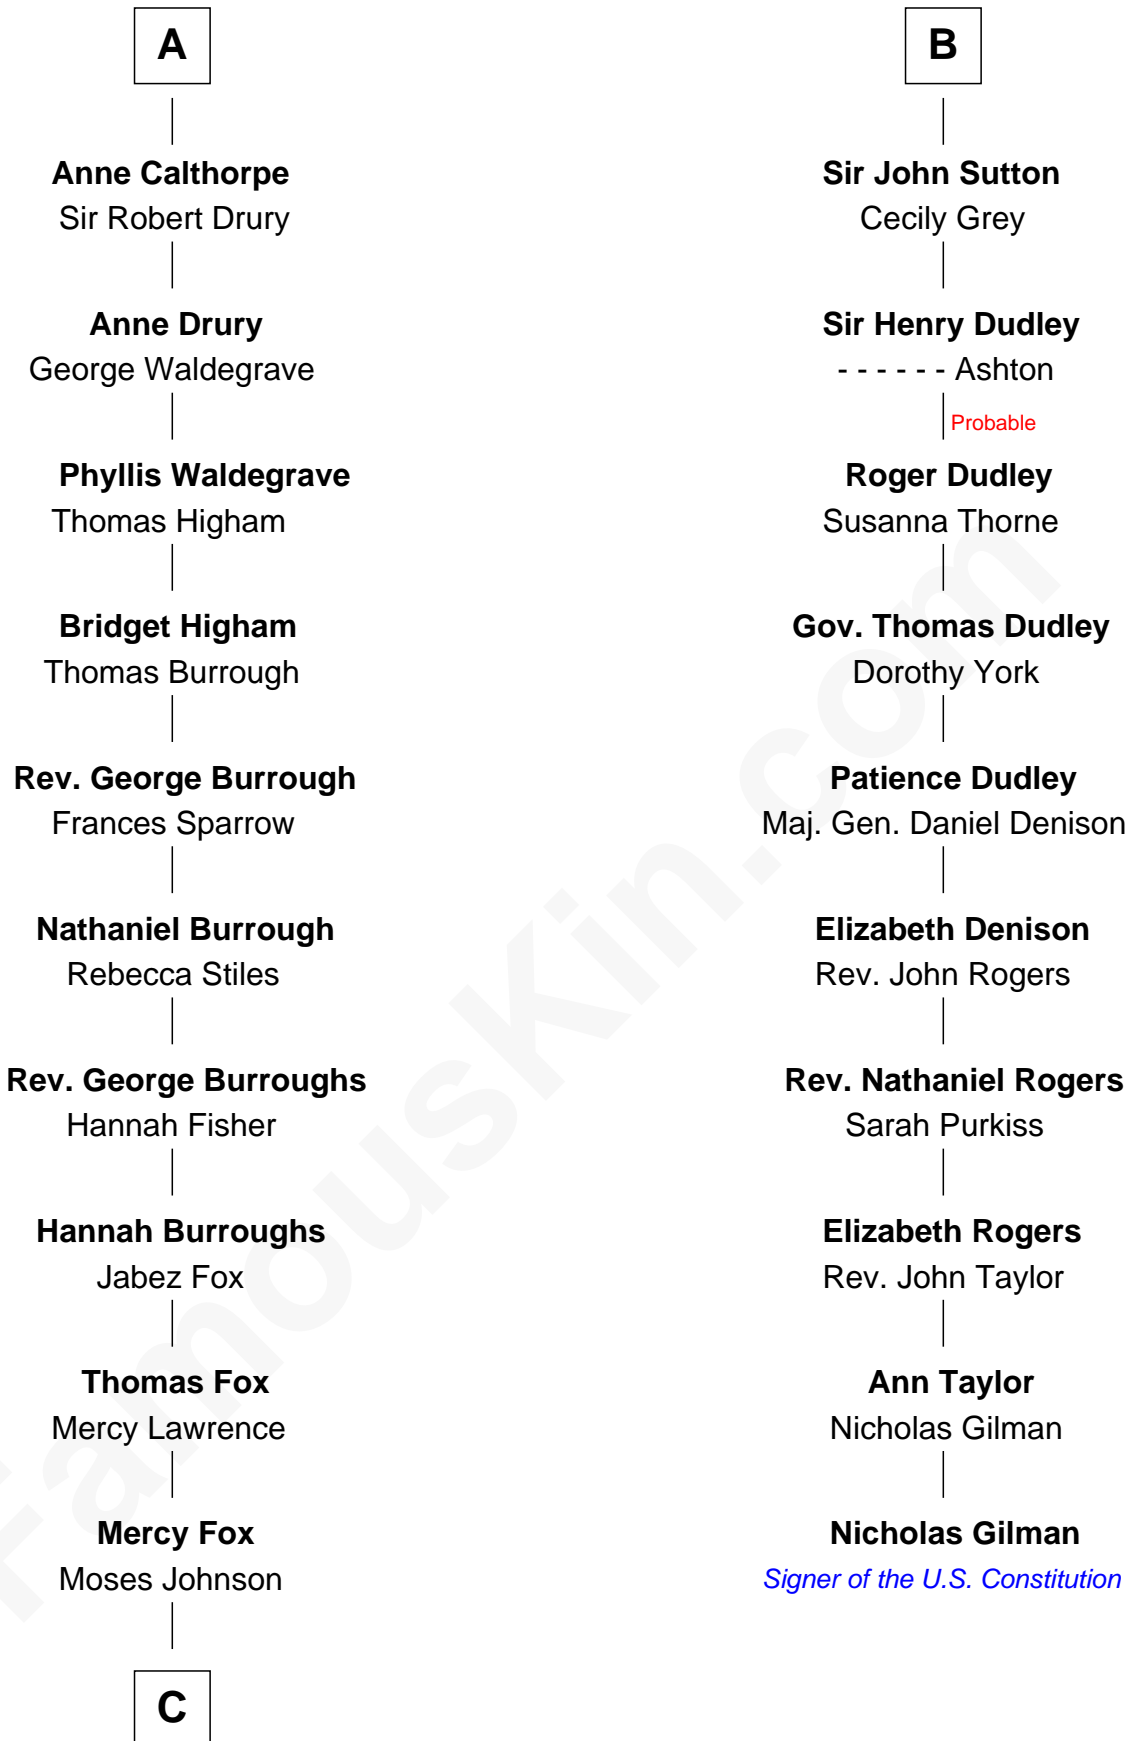 A
Anne Calthorpe
Sir Robert Drury
Anne Drury
George Waldegrave
Phyllis Waldegrave
Thomas Higham
Bridget Higham
Thomas Burrough
Rev. George Burrough
Frances Sparrow
Nathaniel Burrough
Rebecca Stiles
Rev. George Burroughs
Hannah Fisher
Hannah Burroughs
Jabez Fox
Thomas Fox
Mercy Lawrence
Mercy Fox
Moses Johnson
C
B
Sir John Sutton
Cecily Grey
Sir Henry Dudley
- - - - - - Ashton
Probable
Roger Dudley
Susanna Thorne
Gov. Thomas Dudley
Dorothy York
Patience Dudley
Maj. Gen. Daniel Denison
Elizabeth Denison
Rev. John Rogers
Rev. Nathaniel Rogers
Sarah Purkiss
Elizabeth Rogers
Rev. John Taylor
Ann Taylor
Nicholas Gilman
Nicholas Gilman
Signer of the U.S. Constitution
FamousKin.com